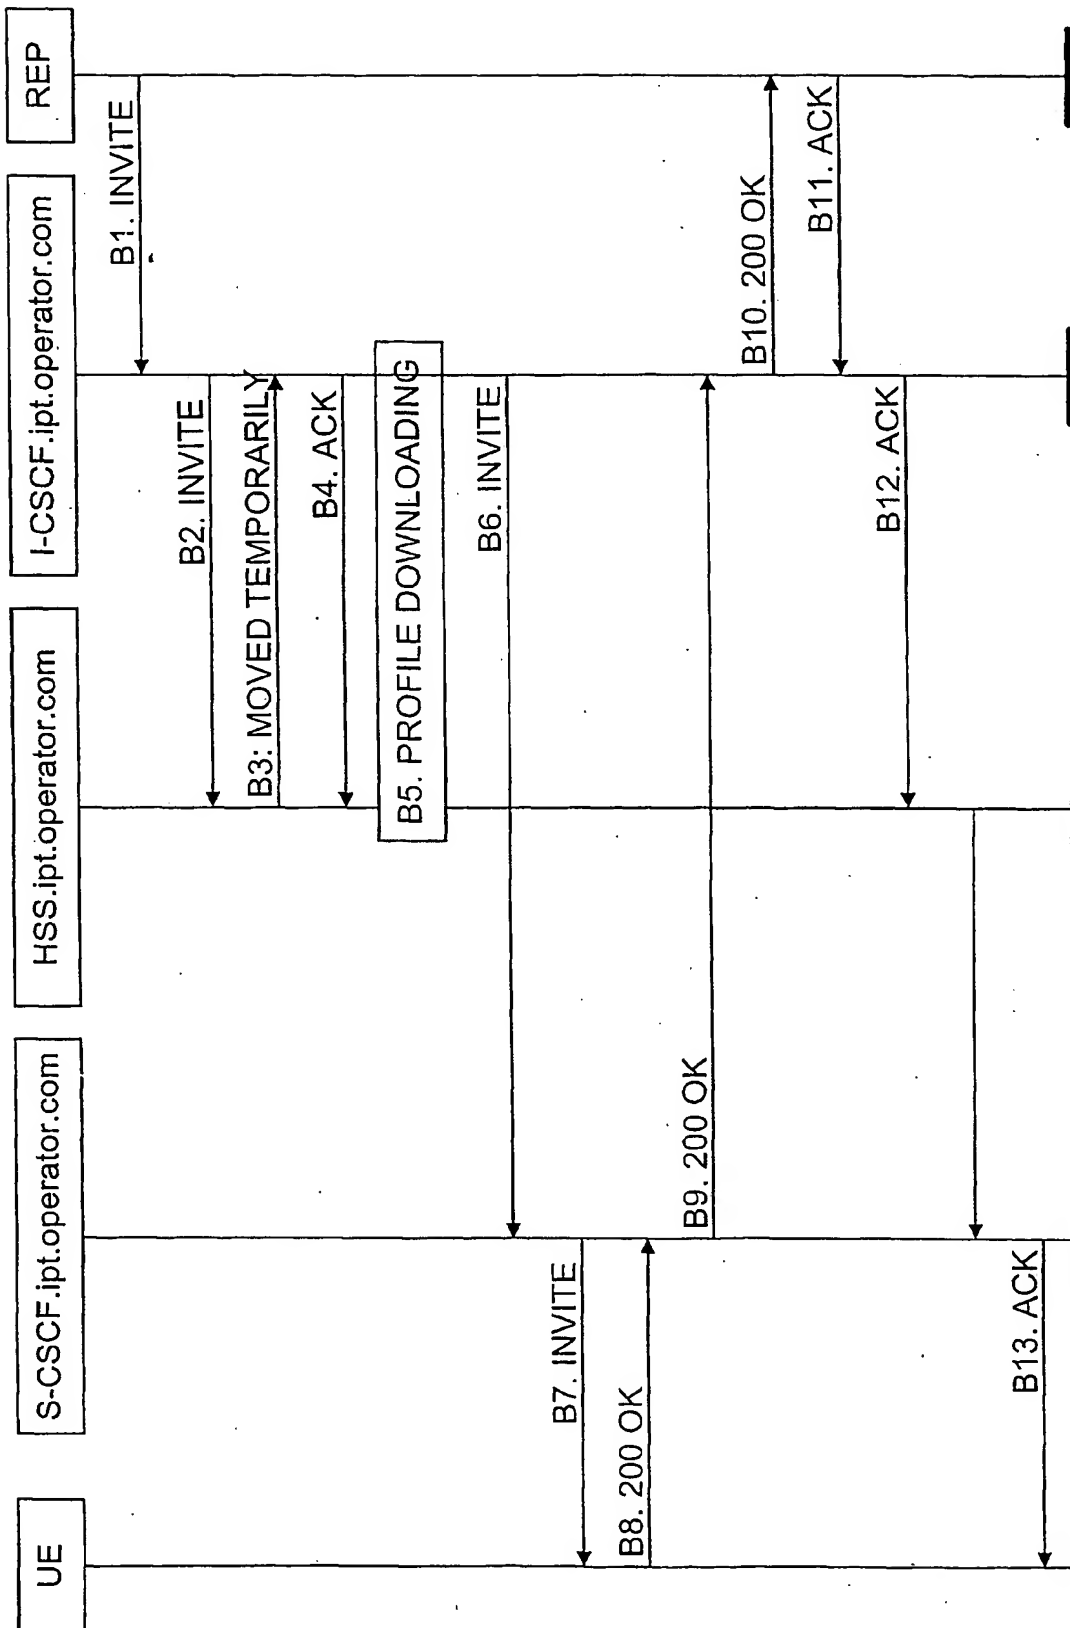 UE
S-CSCF.ipt.operator.com
HSS.ipt.operator.com
I-CSCF.ipt.operator.com
REP
B1. INVITE
B2. INVITE
B3: MOVED TEMPORARILY
B4. ACK
B5. PROFILE DOWNLOADING
B6. INVITE
B7. INVITE
B8. 200 OK
B9. 200 OK
B10. 200 OK
B11. ACK
B12. ACK
B13. ACK